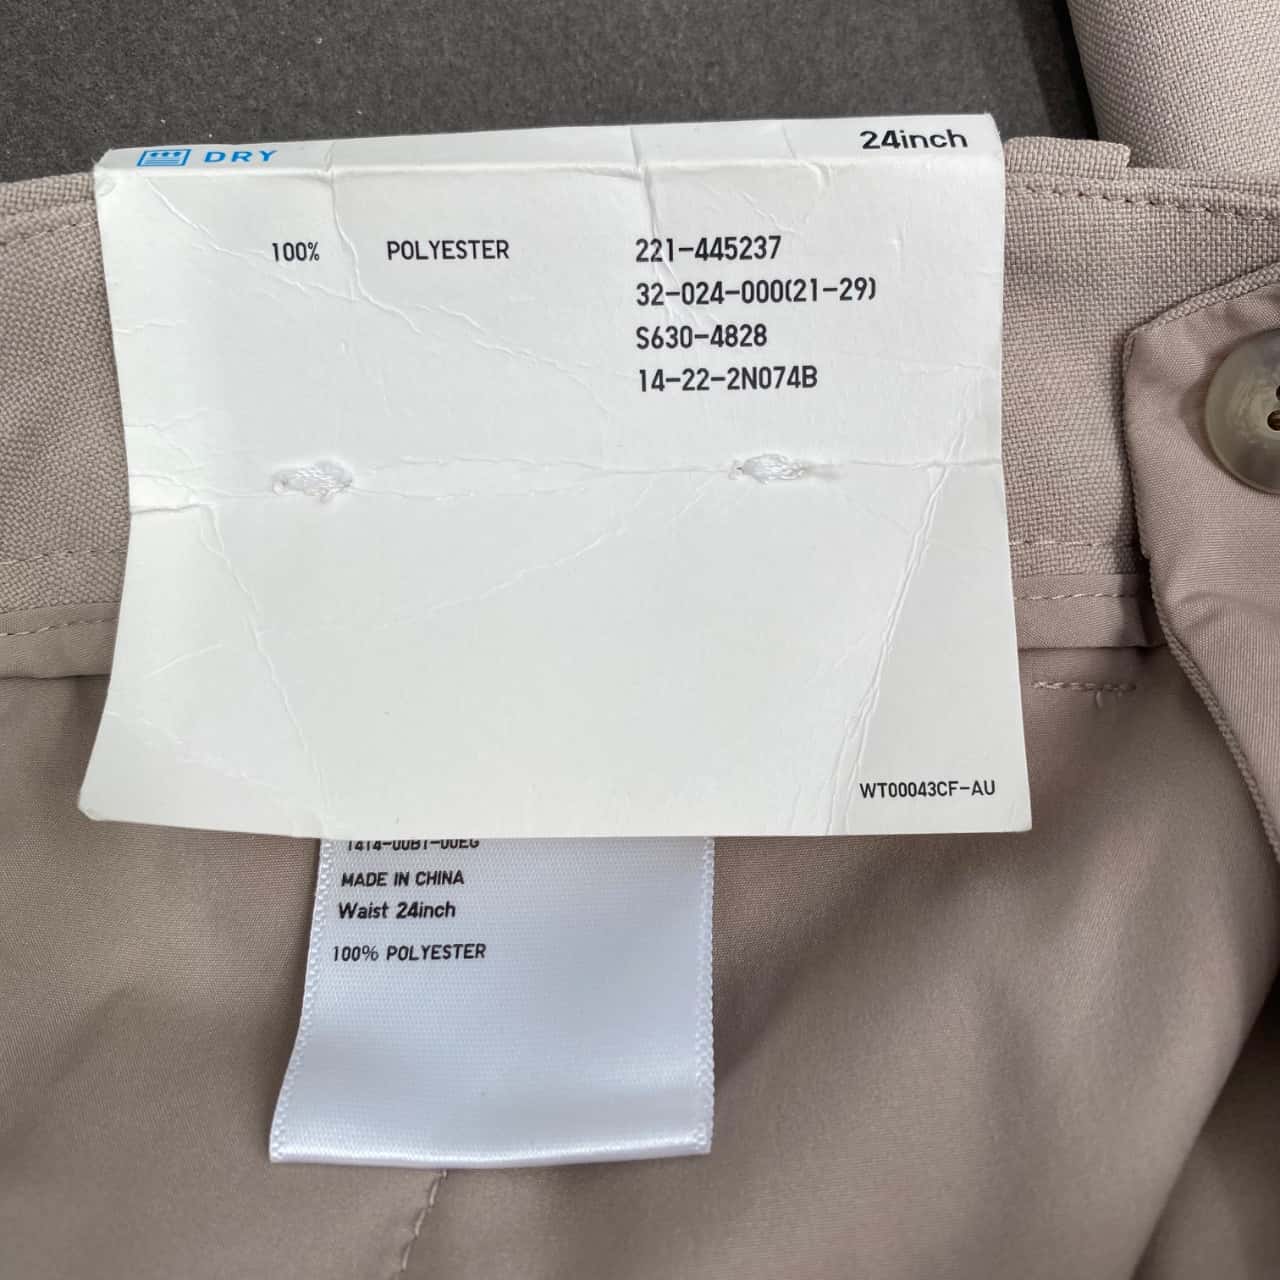 DRY
24inch
100% POLYESTER
221-445237
32-024-000(21-29)
S630-4828
14-22-2N074B
WT00043CF-AU
MADE IN CHINA
Waist 24inch
100% POLYESTER